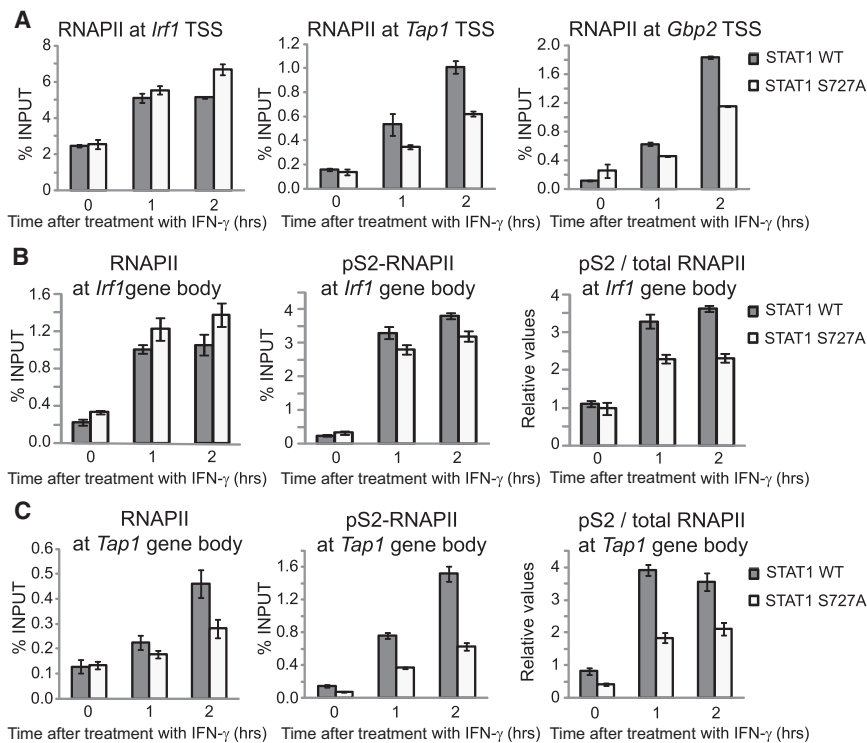 A
RNAPII at Irf1 TSS
RNAPII at Tap1 TSS
RNAPII at Gbp2 TSS
% INPUT
8
6
4
2
0
0 1 2
Time after treatment with IFN-γ (hrs)
% INPUT
1.2
1.0
0.8
0.6
0.4
0.2
0.0
0 1 2
Time after treatment with IFN-γ (hrs)
% INPUT
2.0
1.6
1.2
0.8
0.4
0.0
0 1 2
Time after treatment with IFN-γ (hrs)
STAT1 WT
STAT1 S727A
B
RNAPII
at Irf1gene body
% INPUT
1.6
1.2
0.8
0.4
0.0
0 1 2
Time after treatment with IFN-γ (hrs)
pS2-RNAPII
at Irf1 gene body
% INPUT
4
3
2
1
0
0 1 2
Time after treatment with IFN-γ (hrs)
pS2 / total RNAPII
at Irf1 gene body
Relative values
4
3
2
1
0
0 1 2
Time after treatment with IFN-γ (hrs)
STAT1 WT
STAT1 S727A
C
RNAPII
at Tap1 gene body
% INPUT
0.6
0.5
0.4
0.3
0.2
0.1
0.0
0 1 2
Time after treatment with IFN-γ (hrs)
pS2-RNAPII
at Tap1 gene body
% INPUT
1.6
1.2
0.8
0.4
0.0
0 1 2
Time after treatment with IFN-γ (hrs)
pS2 / total RNAPII
at Tap1 gene body
Relative values
4
3
2
1
0
0 1 2
Time after treatment with IFN-γ (hrs)
STAT1 WT
STAT1 S727A